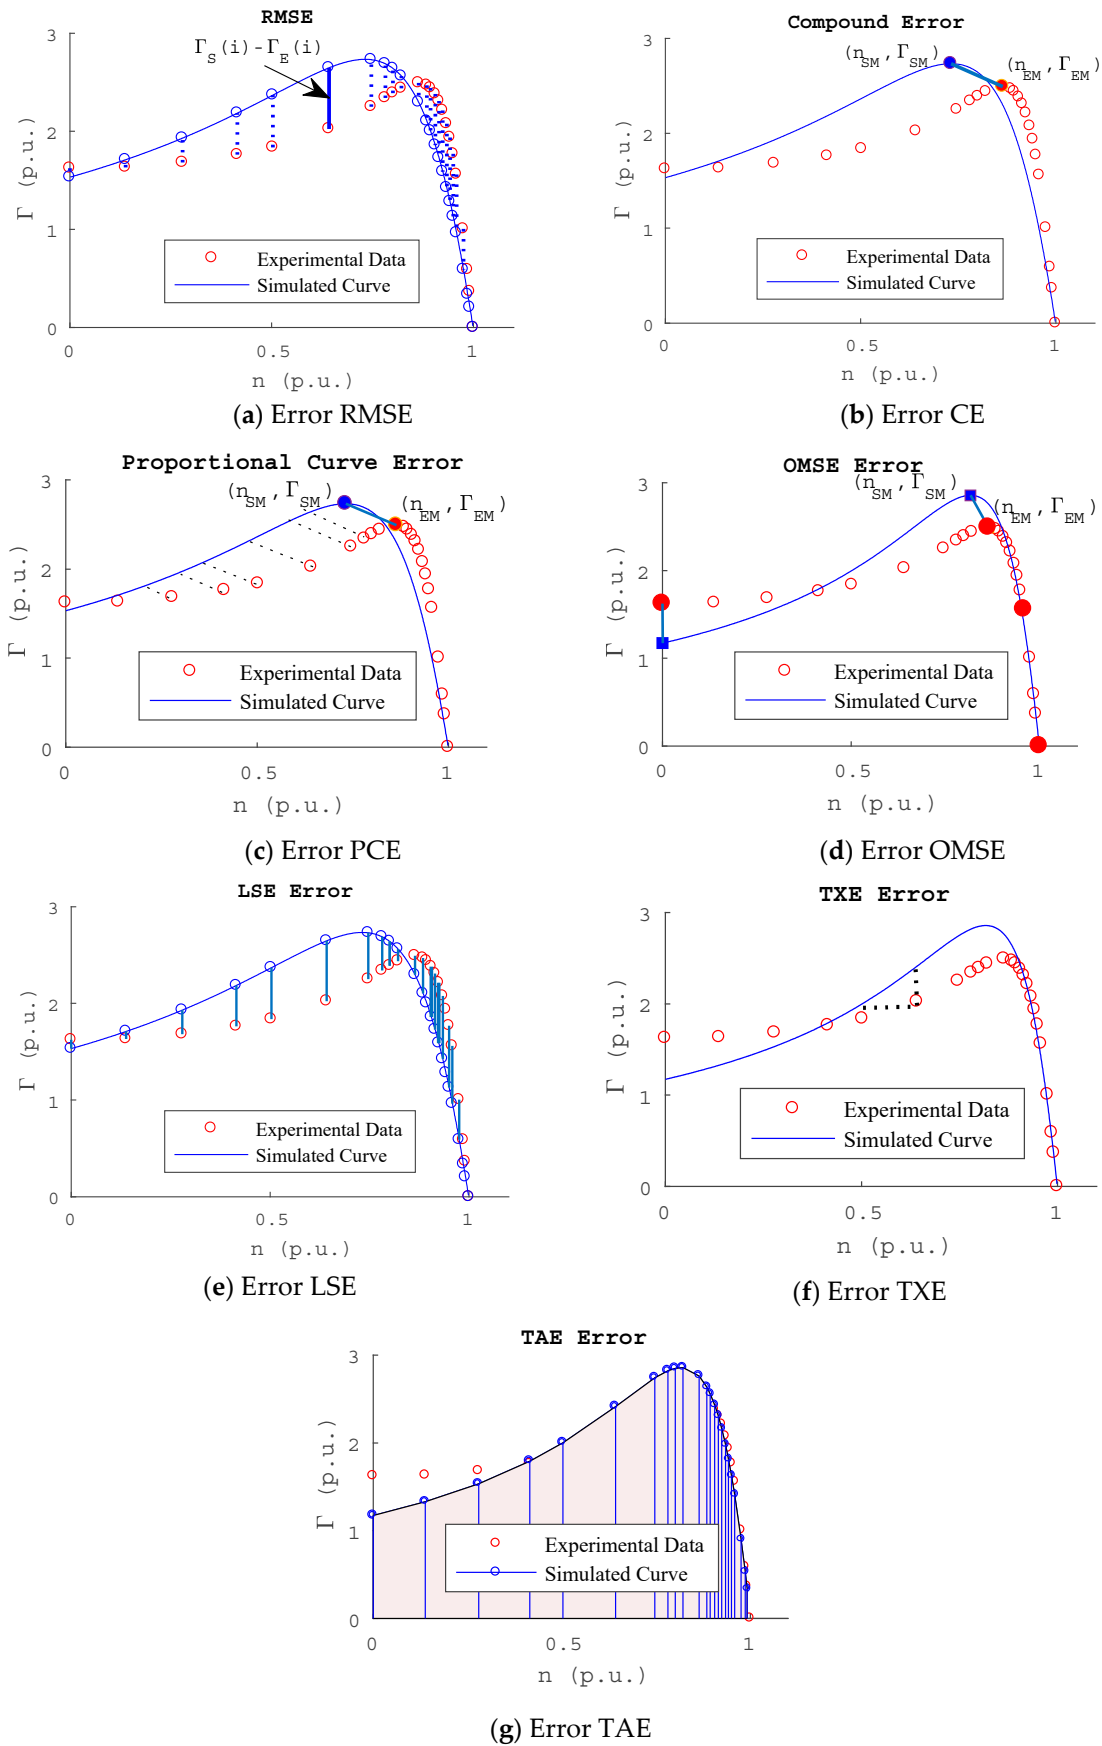 RMSE
Γ_S(i)-Γ_E(i)
3
2
1
0
Γ (p.u.)
Experimental Data
Simulated Curve
0 0.5 1
n (p.u.)
(a) Error RMSE
Compound Error
(n_SM, Γ_SM)
(n_EM, Γ_EM)
3
2
1
0
Γ (p.u.)
Experimental Data
Simulated Curve
0 0.5 1
n (p.u.)
(b) Error CE
Proportional Curve Error
(n_SM, Γ_SM)
(n_EM, Γ_EM)
3
2
1
0
Γ (p.u.)
Experimental Data
Simulated Curve
0 0.5 1
n (p.u.)
(c) Error PCE
OMSE Error
(n_SM, Γ_SM)
(n_EM, Γ_EM)
3
2
1
0
Γ (p.u.)
Experimental Data
Simulated Curve
0 0.5 1
n (p.u.)
(d) Error OMSE
LSE Error
3
2
1
0
Γ (p.u.)
Experimental Data
Simulated Curve
0 0.5 1
n (p.u.)
(e) Error LSE
TXE Error
3
2
1
0
Γ (p.u.)
Experimental Data
Simulated Curve
0 0.5 1
n (p.u.)
(f) Error TXE
TAE Error
3
2
1
0
Γ (p.u.)
Experimental Data
Simulated Curve
0 0.5 1
n (p.u.)
(g) Error TAE